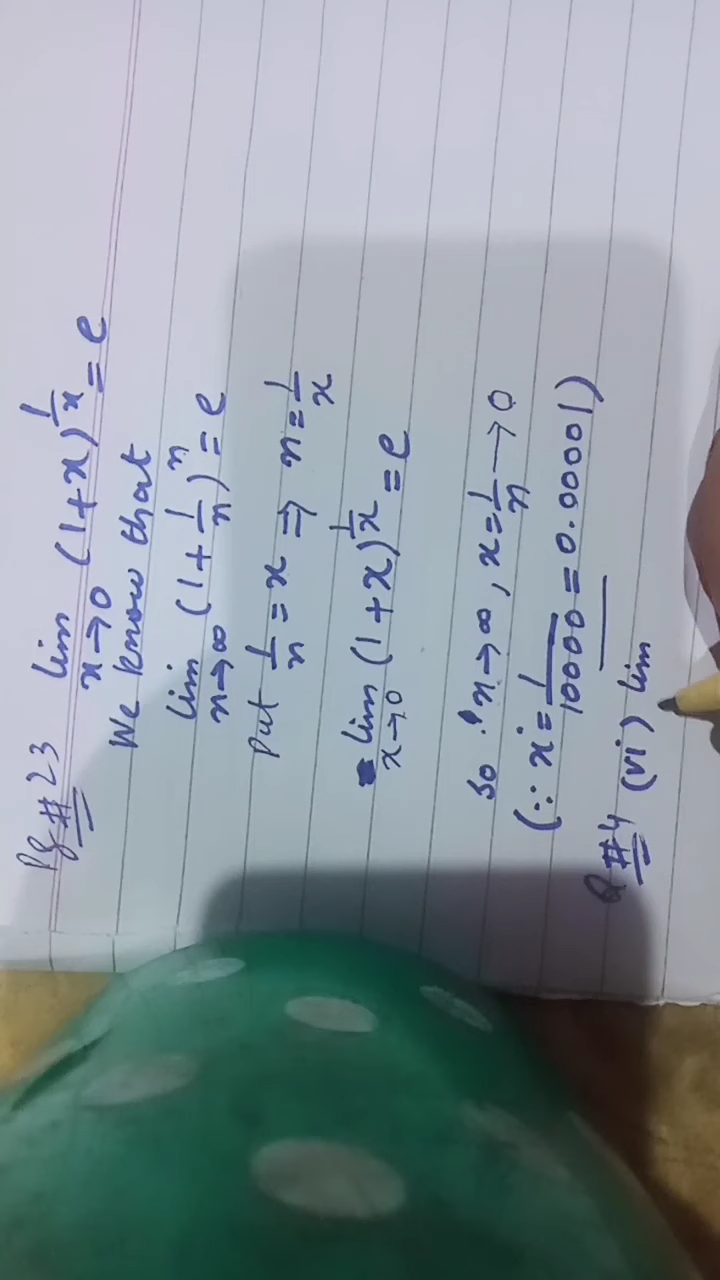 Pg # 23 lim x→0 (1+x)^1/x = e
We know that
lim n→∞ (1+1/n)^n = e
Put 1/n = x ⇒ n = 1/x
lim x→0 (1+x)^1/x = e
So n→∞, x = 1/n → 0
(∵ x = 1/10000 = 0.00001)
Q #4 (vi) lim